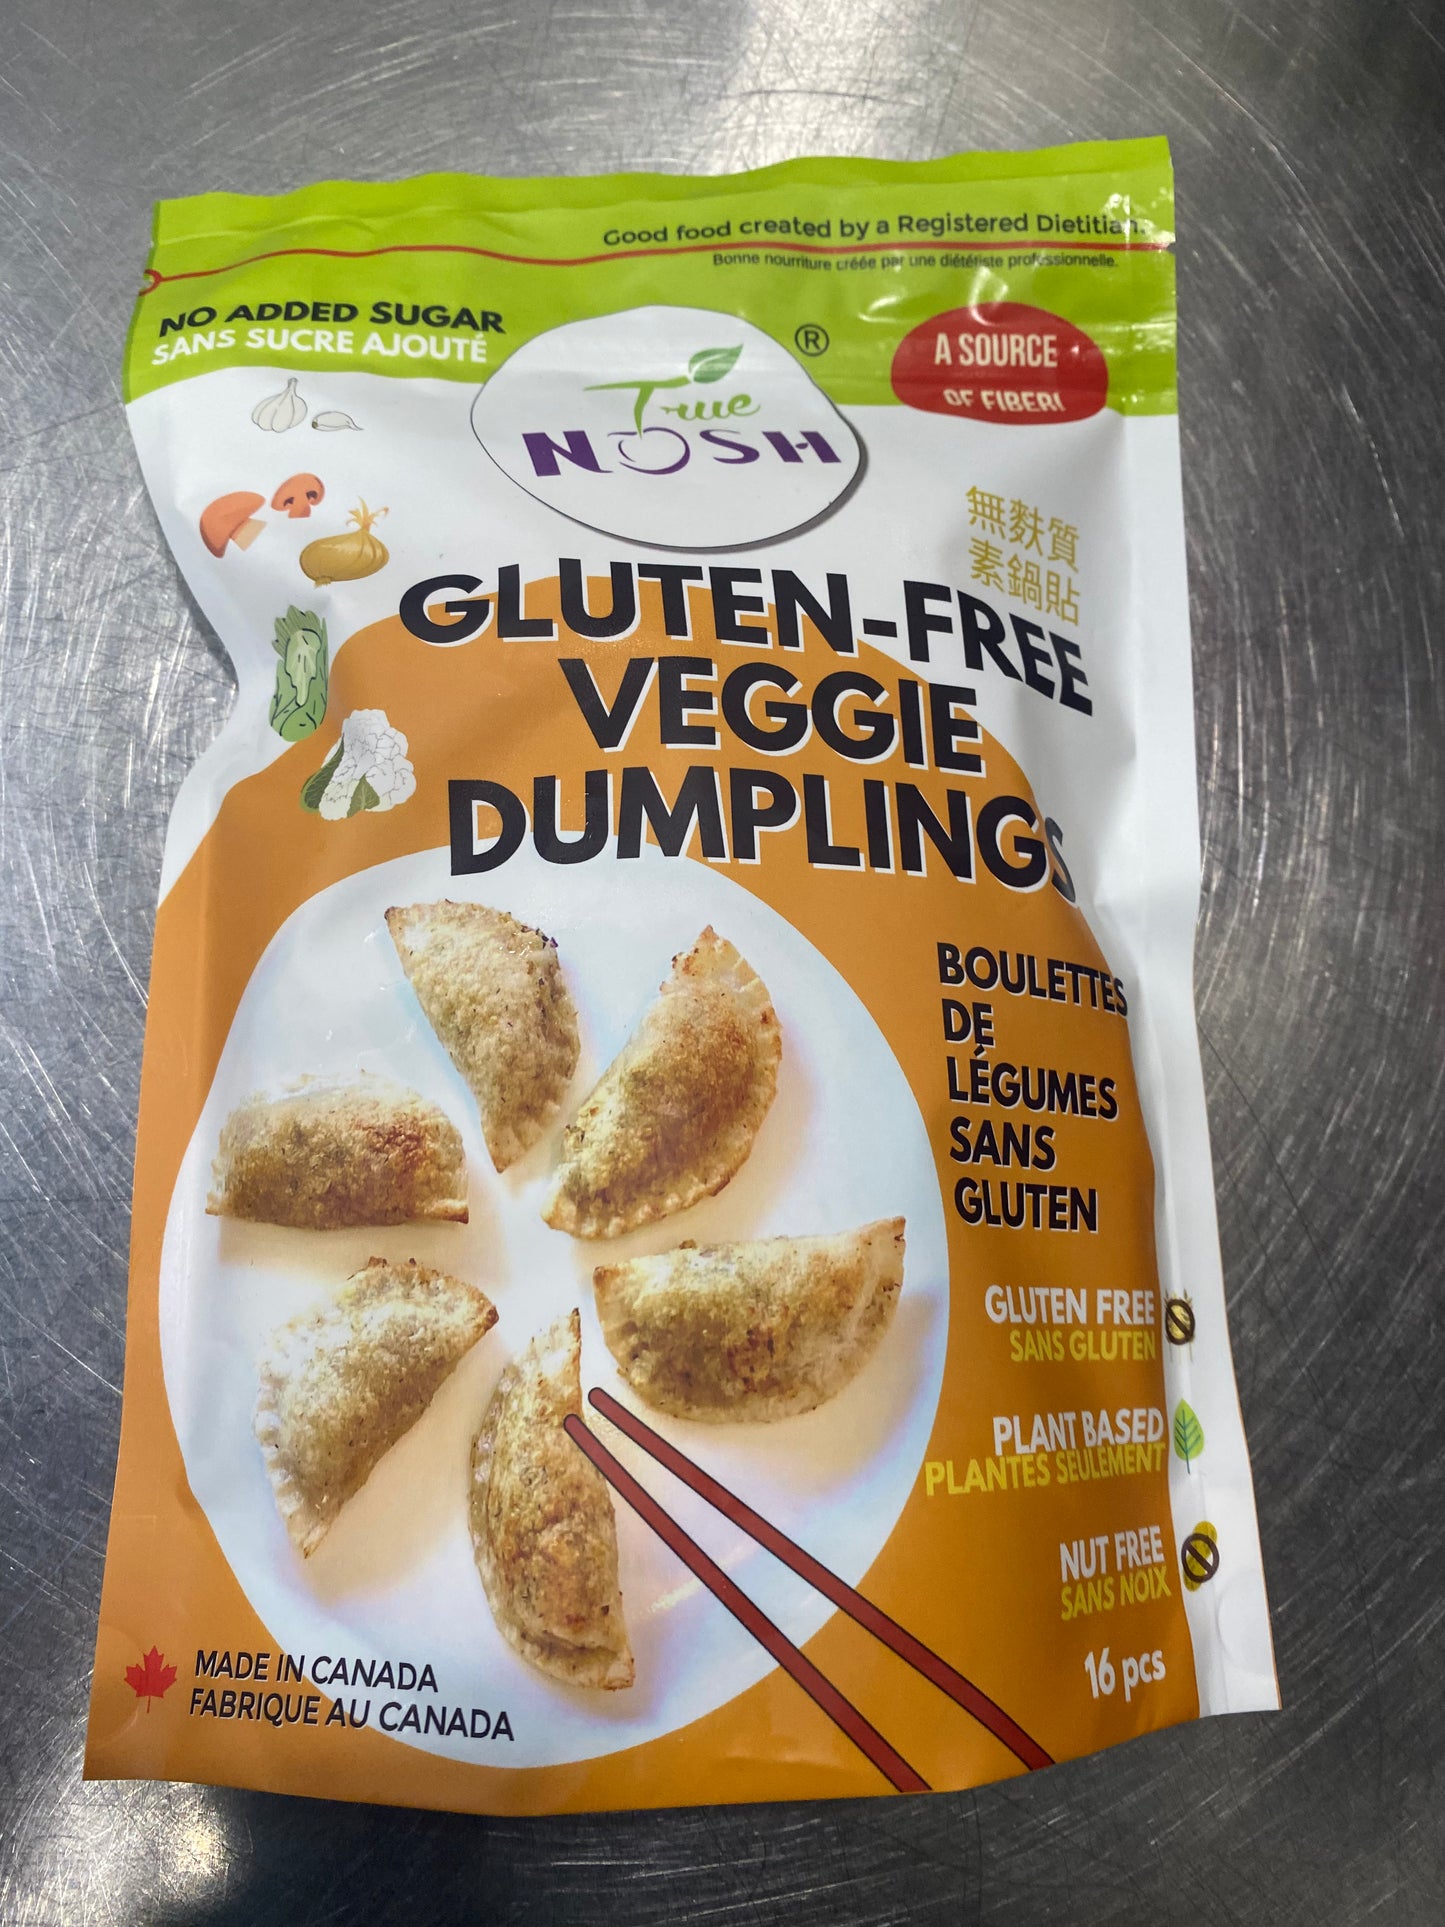 Good food created by a Registered Dietitian.
Bonne nourriture créée par une diététiste professionnelle.
NO ADDED SUGAR
SANS SUCRE AJOUTÉ
True
NOSH
®
A SOURCE
OF FIBER!
無麩質
素鍋貼
GLUTEN-FREE
VEGGIE
DUMPLINGS
BOULETTES
DE
LÉGUMES
SANS
GLUTEN
GLUTEN FREE
SANS GLUTEN
PLANT BASED
PLANTES SEULEMENT
NUT FREE
SANS NOIX
16 pcs
MADE IN CANADA
FABRIQUE AU CANADA